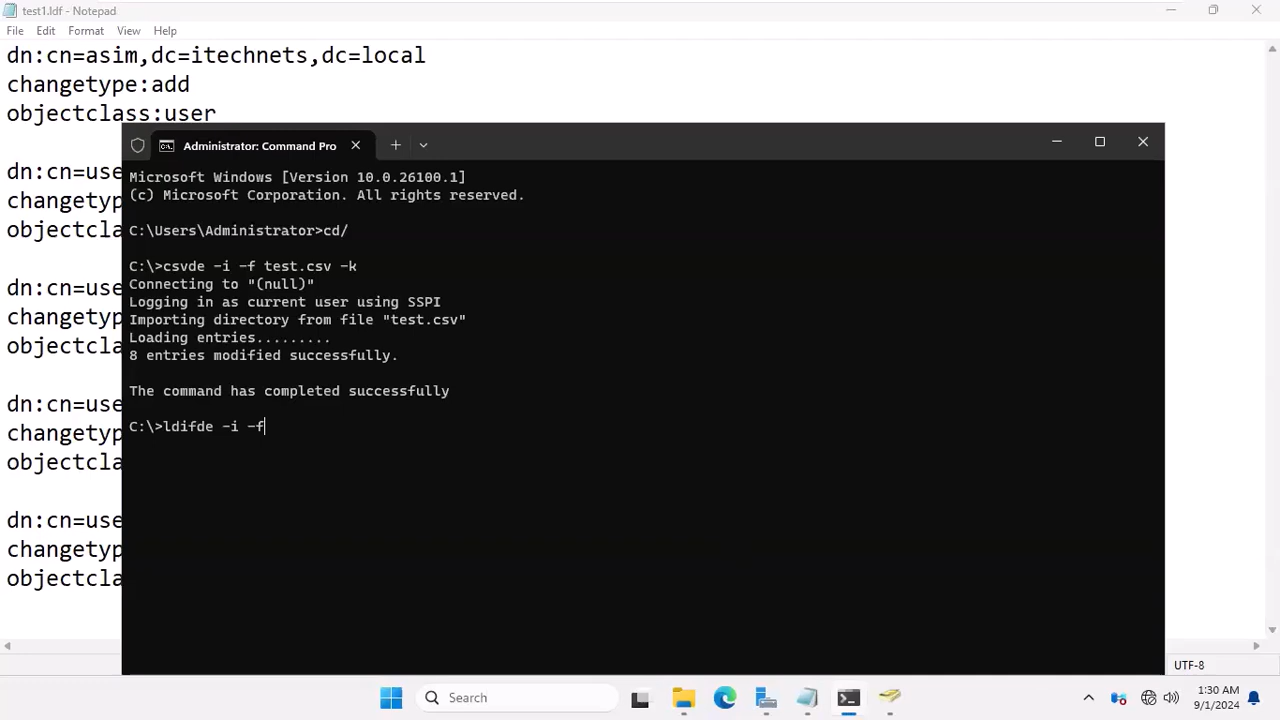 test1.ldf - Notepad
File Edit Format View Help
dn:cn=asim,dc=itechnets,dc=local
changetype:add
objectclass:user
dn:cn=use
changetyp
objectcla
dn:cn=use
changetyp
objectcla
dn:cn=use
changetyp
objectcla
dn:cn=use
changetyp
objectcla
Administrator: Command Pro
Microsoft Windows [Version 10.0.26100.1]
(c) Microsoft Corporation. All rights reserved.
C:\Users\Administrator>cd/
C:\>csvde -i -f test.csv -k
Connecting to "(null)"
Logging in as current user using SSPI
Importing directory from file "test.csv"
Loading entries.........
8 entries modified successfully.
The command has completed successfully
C:\>ldifde -i -f
UTF-8
Search
1:30 AM
9/1/2024